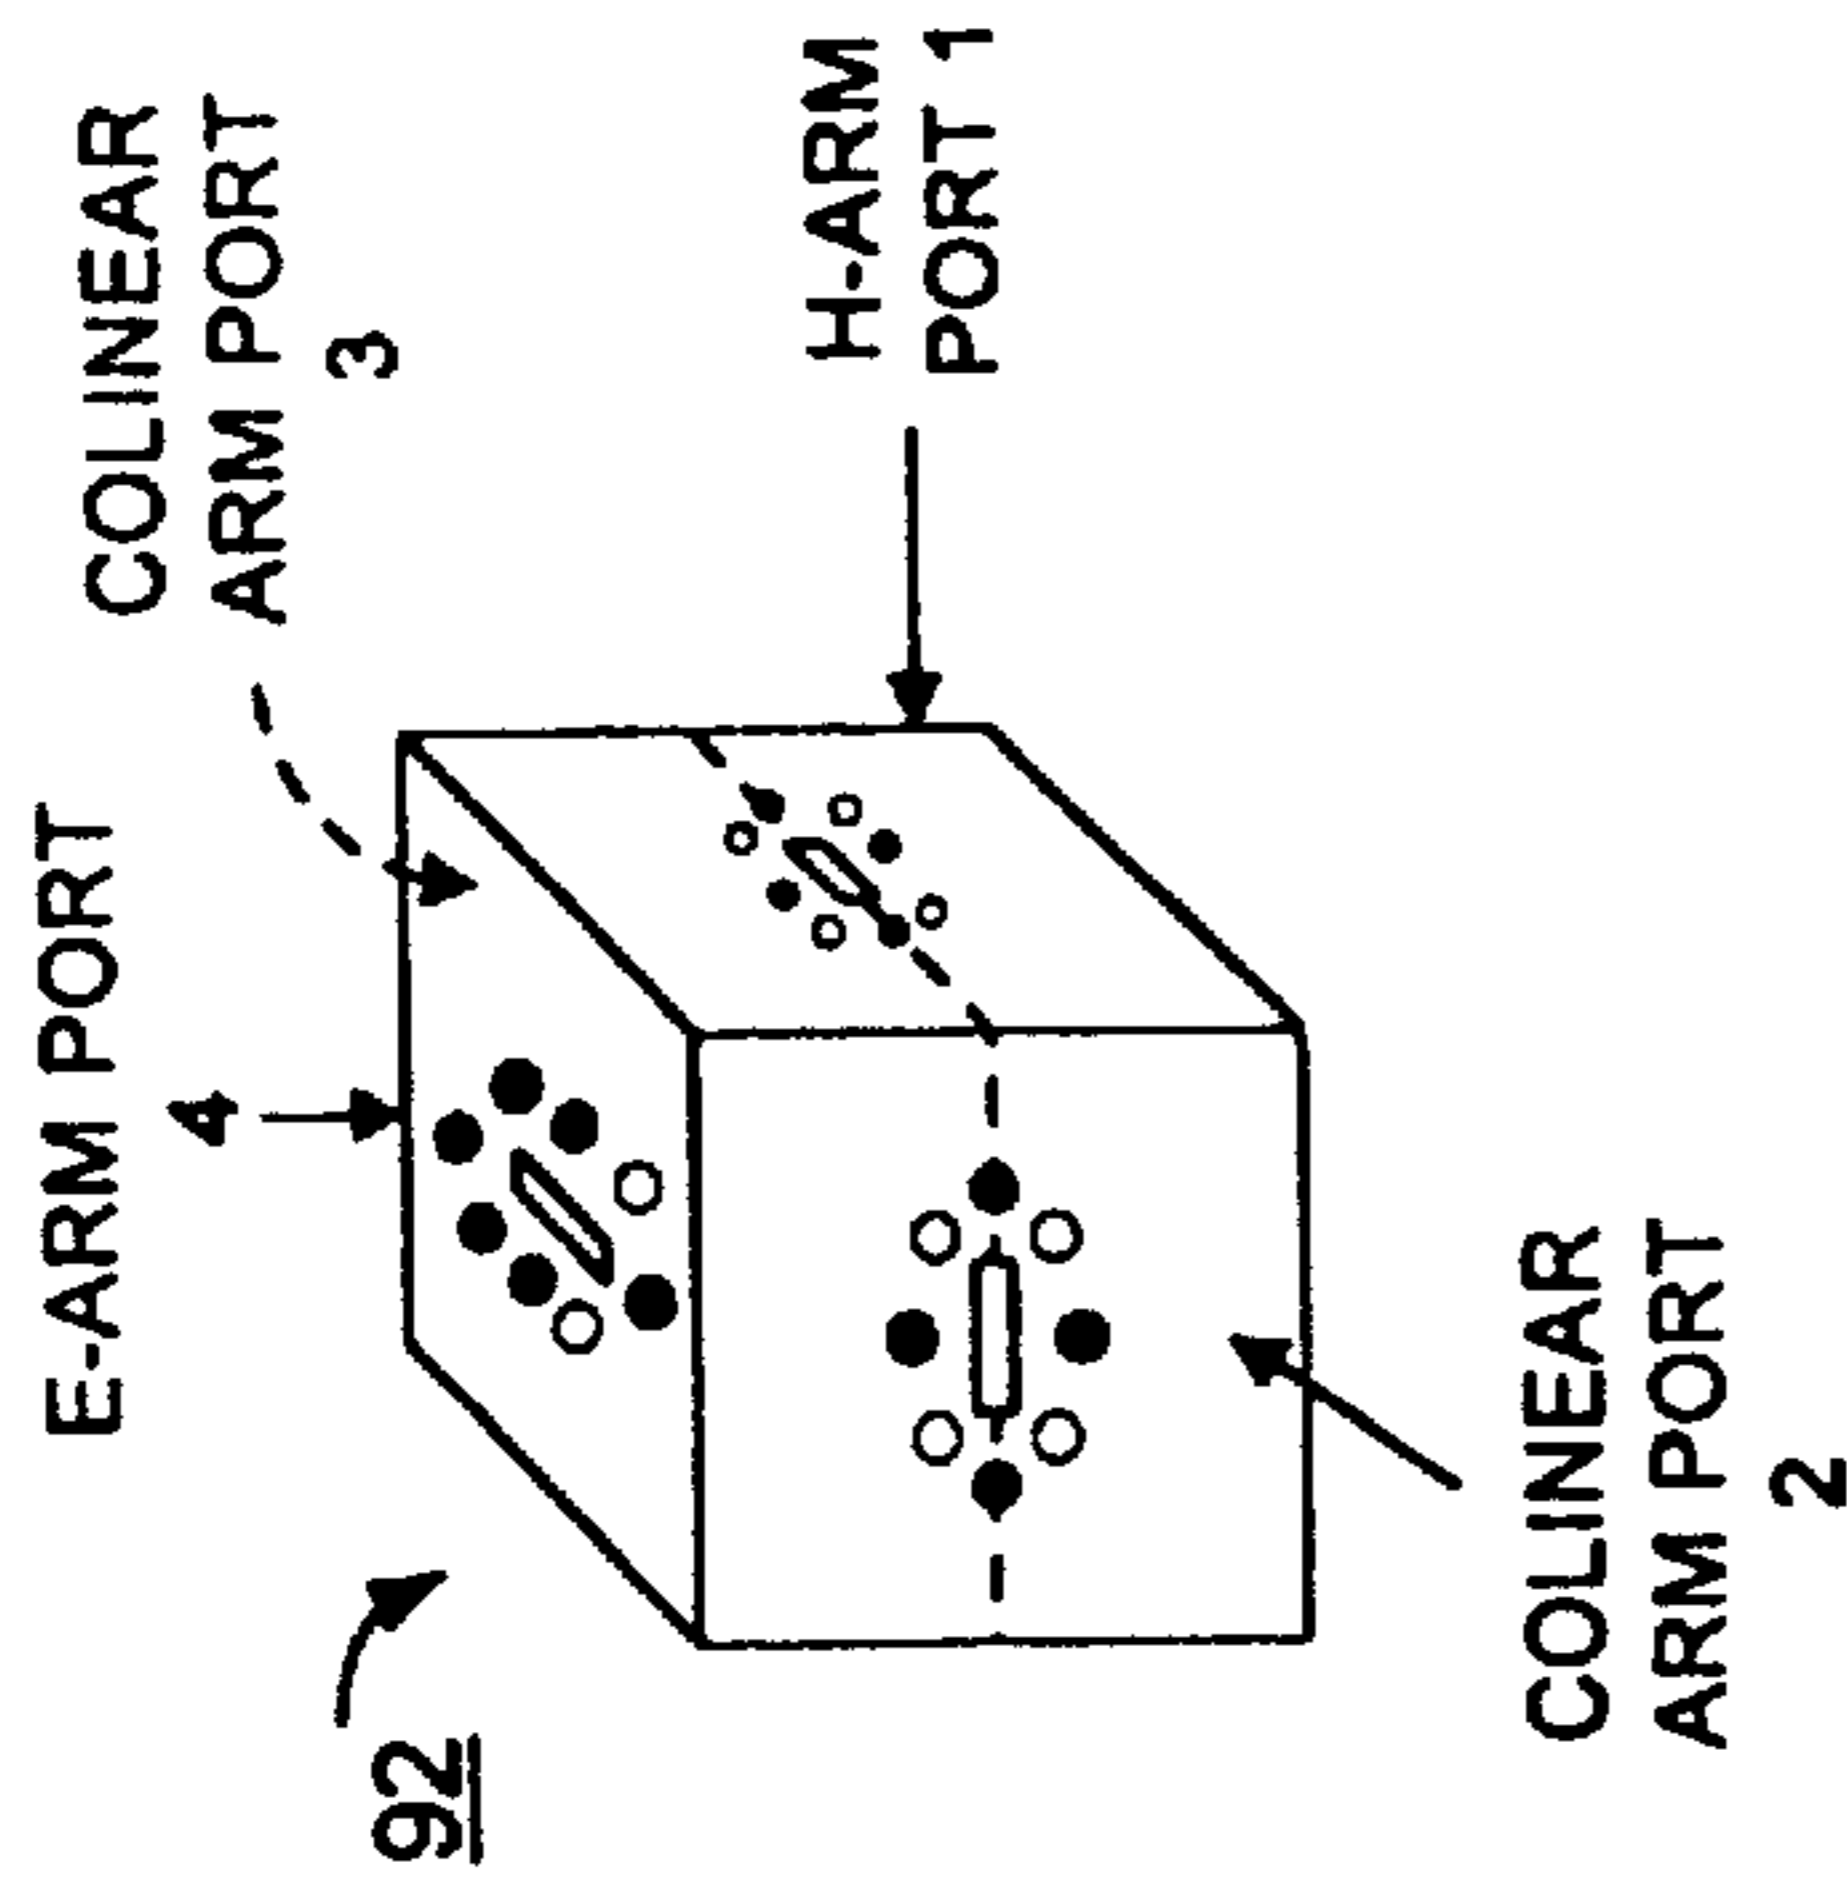 92
E-ARM PORT
4
COLINEAR
ARM PORT
3
H-ARM
PORT 1
COLINEAR
ARM PORT
2